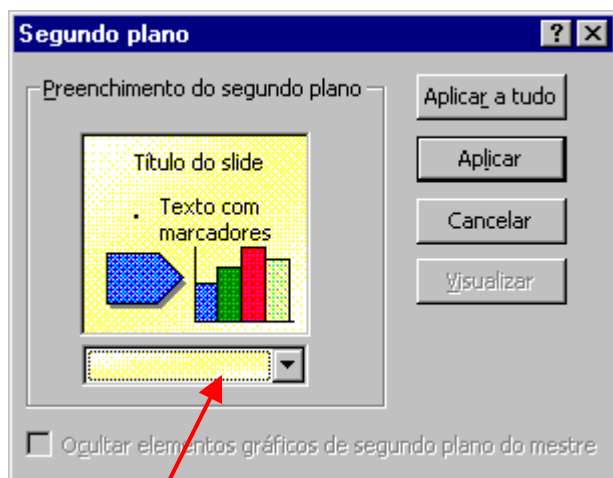 Segundo plano
Preenchimento do segundo plano
Título do slide
. Texto com
marcadores
Aplicar a tudo
Aplicar
Cancelar
Visualizar
Ocultar elementos gráficos de segundo plano do mestre